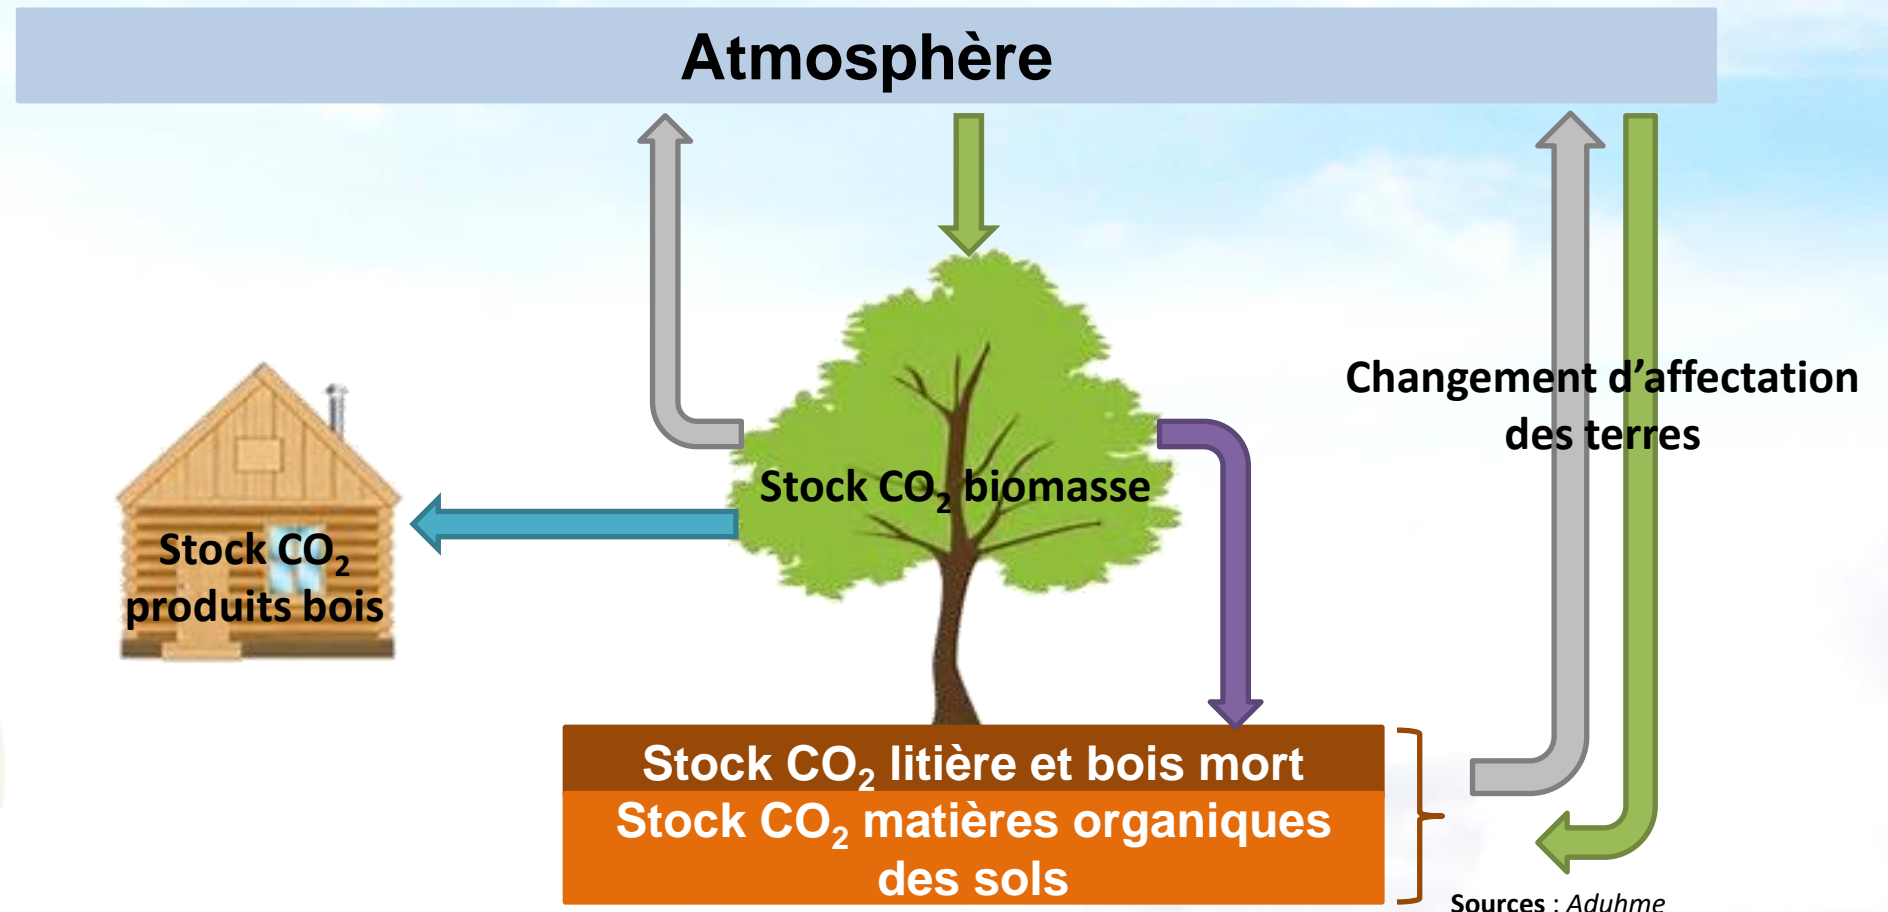 Atmosphère
Changement d’affectation
des terres
Stock CO₂ biomasse
Stock CO₂
produits bois
Stock CO₂ litière et bois mort
Stock CO₂ matières organiques
des sols
Sources : Aduhme